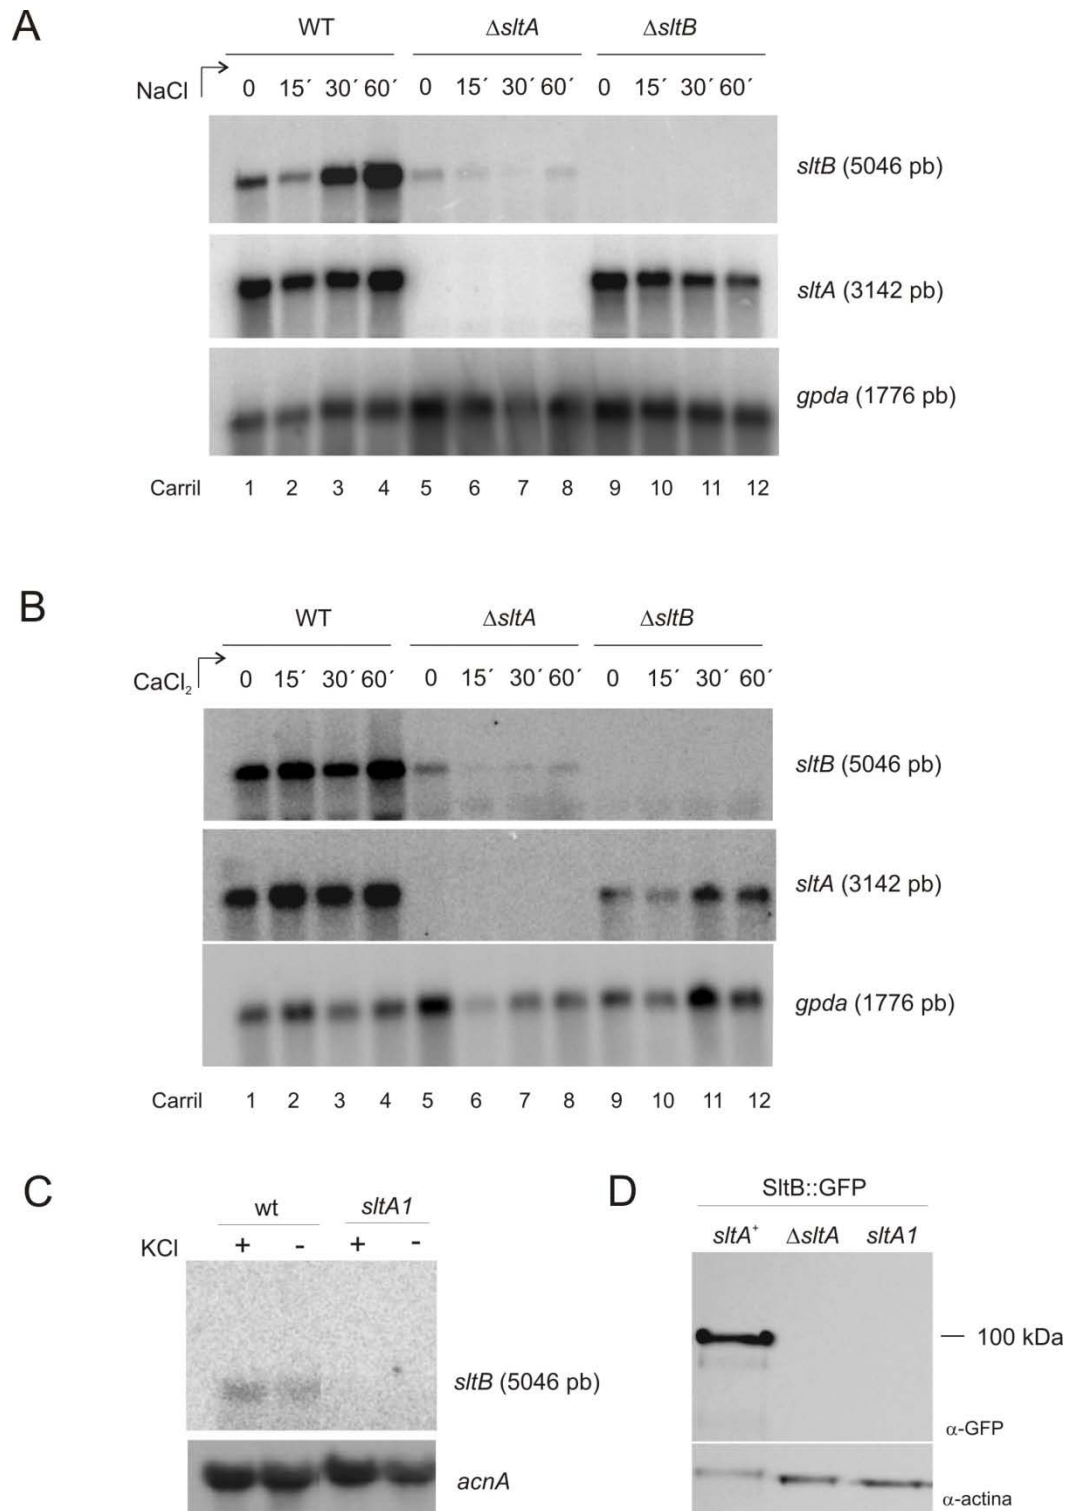 A
WT ΔsltA ΔsltB
NaCl 0 15´ 30´ 60´ 0 15´ 30´ 60´ 0 15´ 30´ 60´
sltB (5046 pb)
sltA (3142 pb)
gpda (1776 pb)
Carril 1 2 3 4 5 6 7 8 9 10 11 12
B
WT ΔsltA ΔsltB
CaCl₂ 0 15´ 30´ 60´ 0 15´ 30´ 60´ 0 15´ 30´ 60´
sltB (5046 pb)
sltA (3142 pb)
gpda (1776 pb)
Carril 1 2 3 4 5 6 7 8 9 10 11 12
C
wt sltA1
KCl + - + -
sltB (5046 pb)
acnA
D
SltB::GFP
sltA⁺ ΔsltA sltA1
100 kDa
α-GFP
α-actina